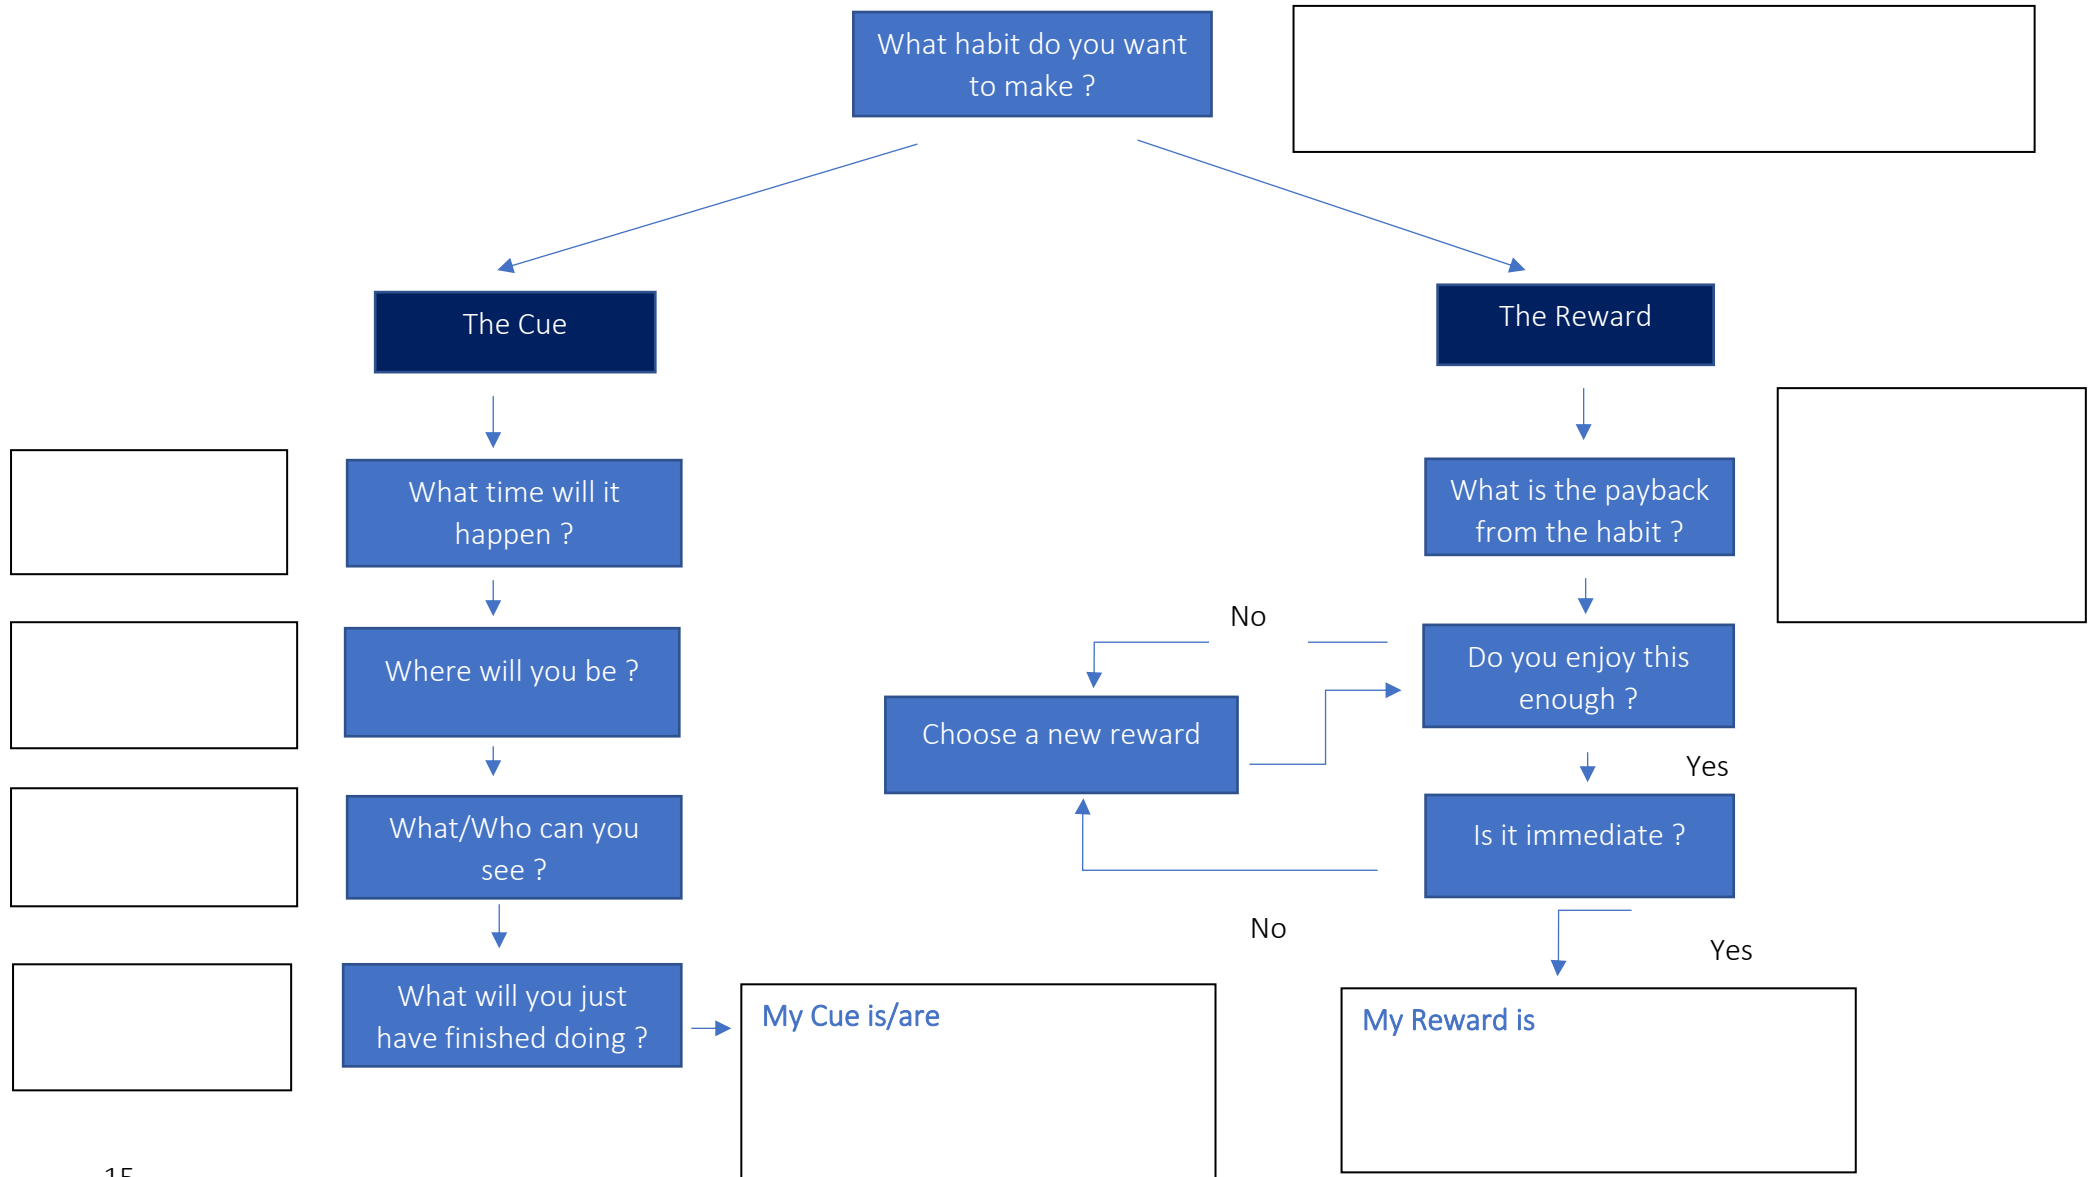 What habit do you want
to make ?
The Cue
The Reward
What time will it
happen ?
Where will you be ?
What/Who can you
see ?
What will you just
have finished doing ?
My Cue is/are
What is the payback
from the habit ?
Do you enjoy this
enough ?
No
Choose a new reward
Yes
Is it immediate ?
No
Yes
My Reward is
15